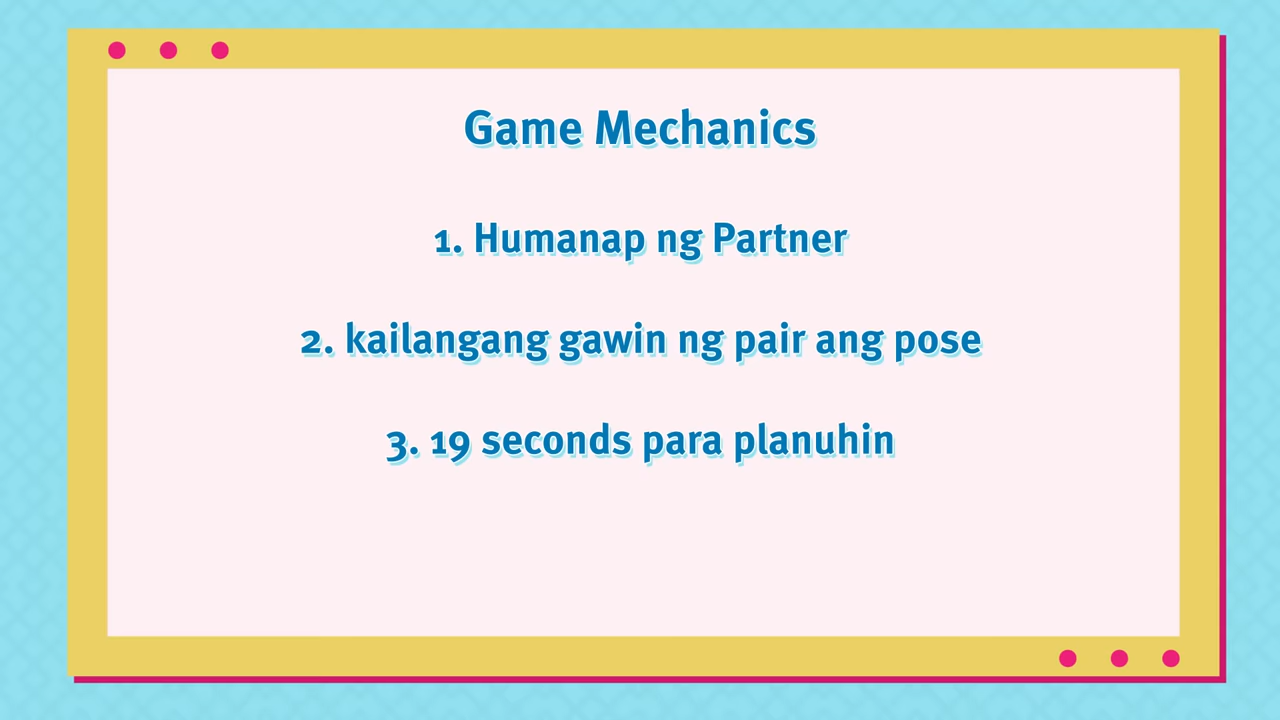 Game Mechanics
1. Humanap ng Partner
2. kailangang gawin ng pair ang pose
3. 19 seconds para planuhin